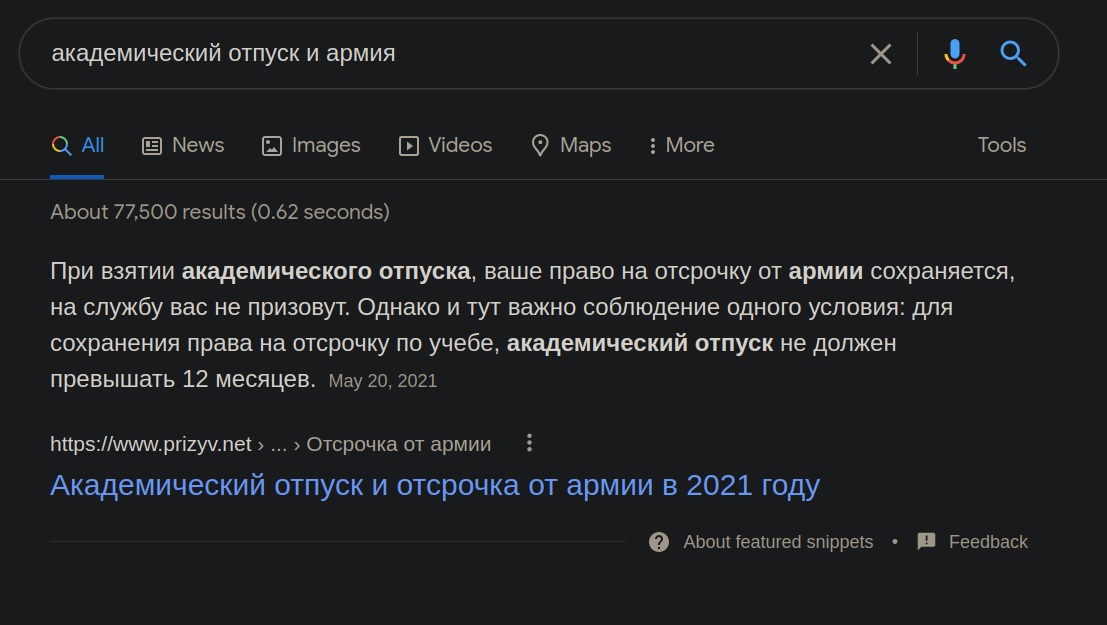 академический отпуск и армия
All News Images Videos Maps More Tools
About 77,500 results (0.62 seconds)
При взятии академического отпуска, ваше право на отсрочку от армии сохраняется,
на службу вас не призовут. Однако и тут важно соблюдение одного условия: для
сохранения права на отсрочку по учебе, академический отпуск не должен
превышать 12 месяцев. May 20, 2021
https://www.prizyv.net › ... › Отсрочка от армии
Академический отпуск и отсрочка от армии в 2021 году
About featured snippets • Feedback